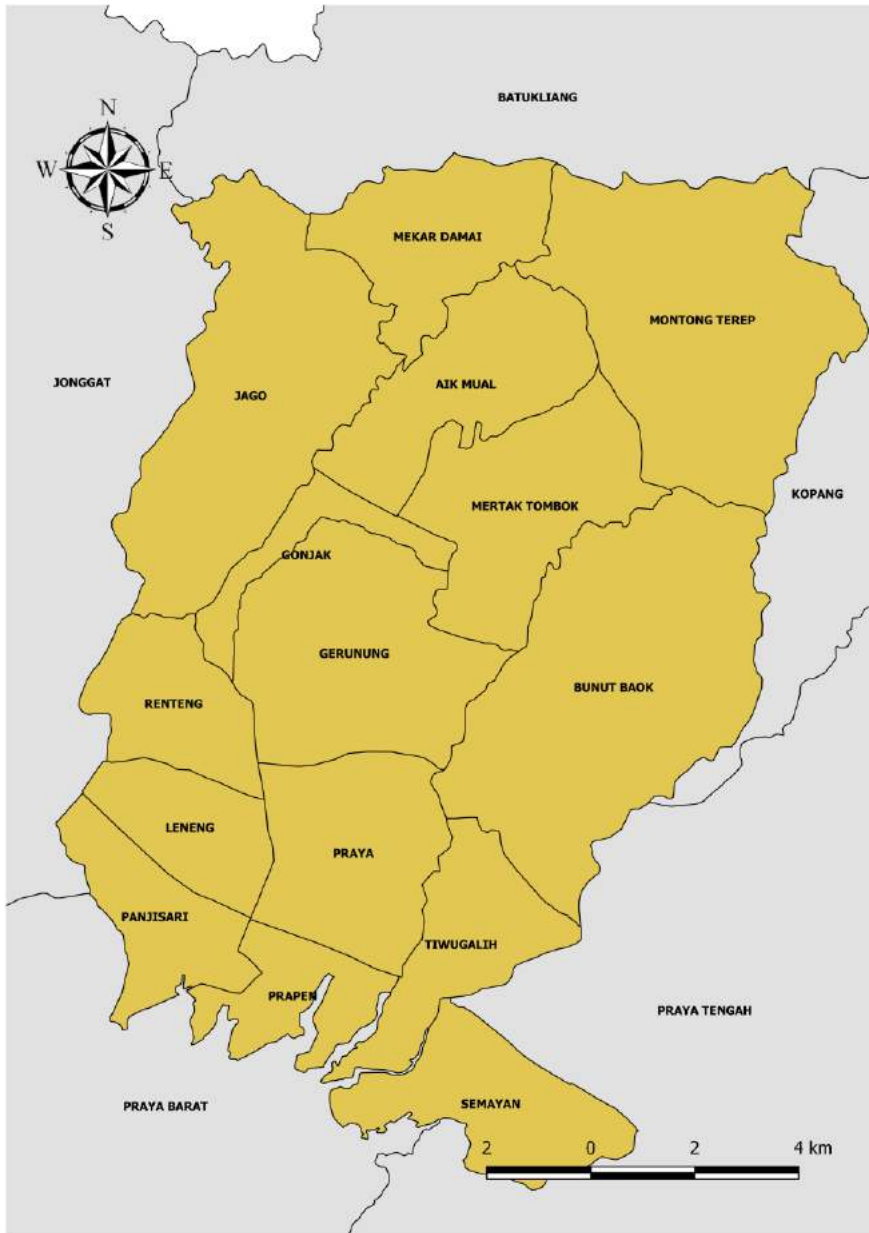 BATUKLIANG
N
W
E
S
MEKAR DAMAI
MONTONG TEREP
JONGGAT
JAGO
AIK MUAL
KOPANG
MERTAK TOMBOK
GONJAK
GERUNUNG
BUNUT BAOK
RENTENG
LENENG
PRAYA
PANJISARI
TIWUGALIH
PRAPEN
PRAYA TENGAH
PRAYA BARAT
SEMAYAN
2 0 2 4 km